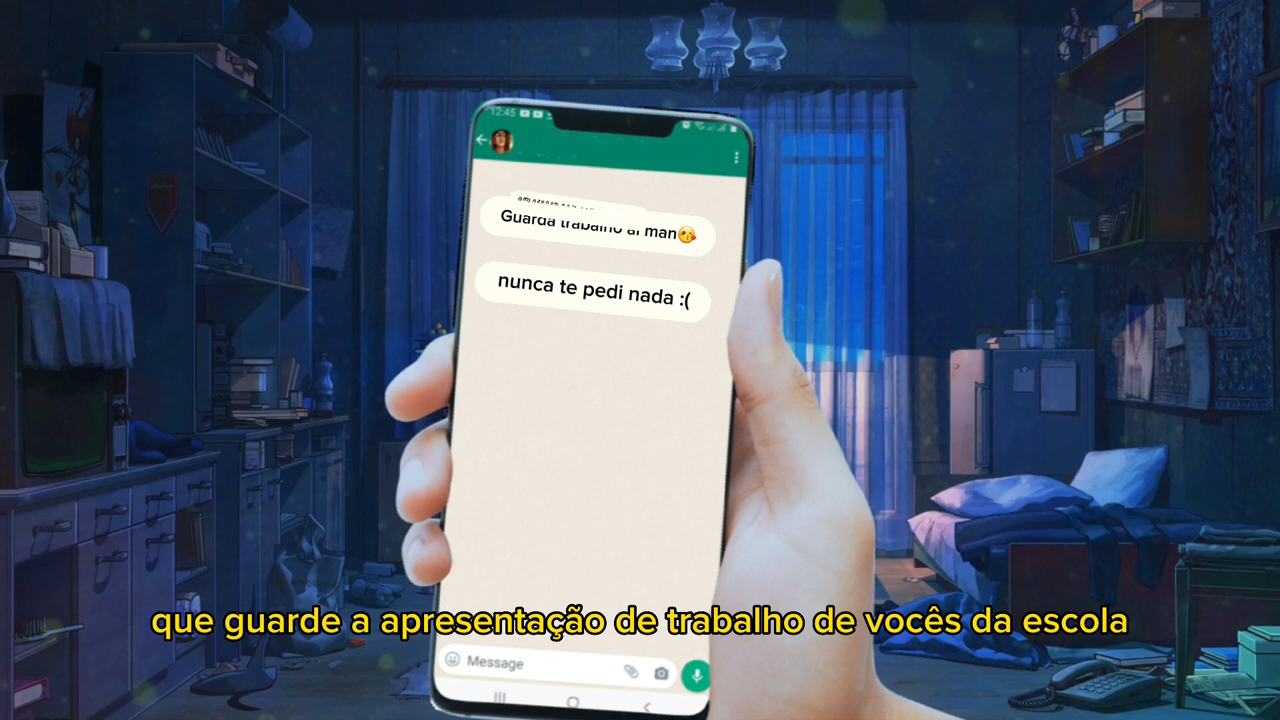 12:45
Guarda trabalho aí man😘
nunca te pedi nada :(
que guarde a apresentação de trabalho de vocês da escola
Message